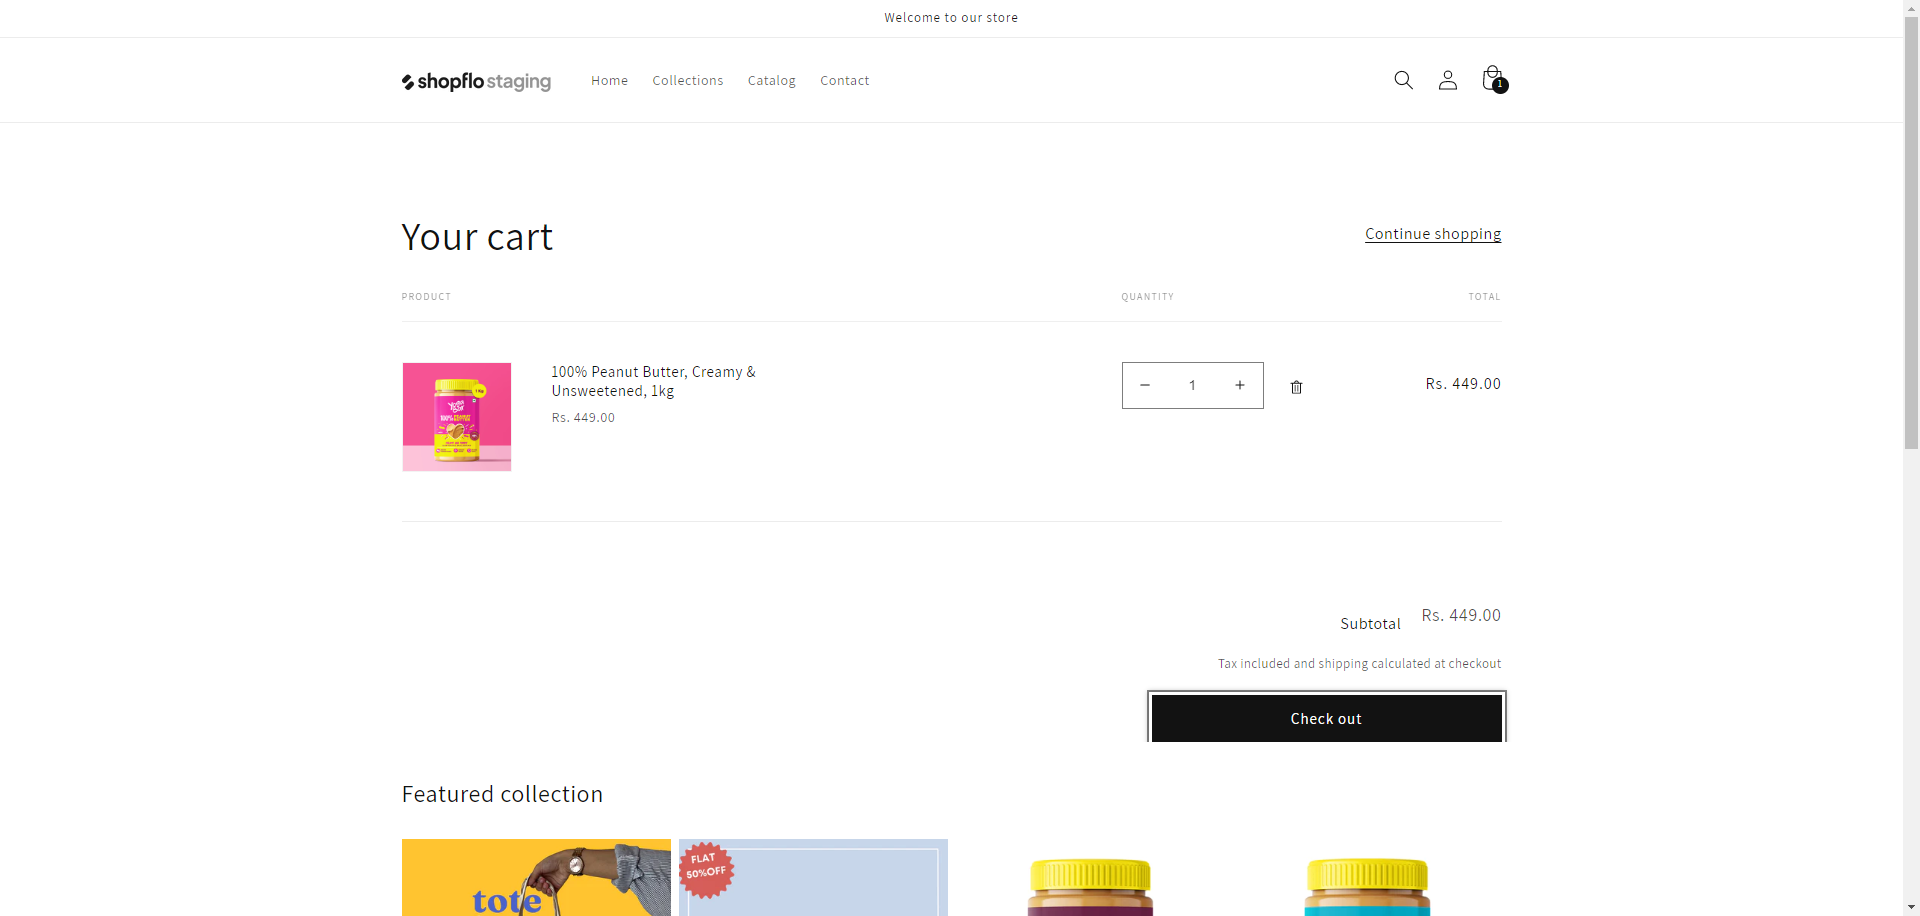 Welcome to our store
shopflo staging
Home
Collections
Catalog
Contact
1
Your cart
Continue shopping
PRODUCT
QUANTITY
TOTAL
100% Peanut Butter, Creamy &
Unsweetened, 1kg
Rs. 449.00
1
Rs. 449.00
Subtotal
Rs. 449.00
Tax included and shipping calculated at checkout
Check out
Featured collection
tote
FLAT
50%OFF